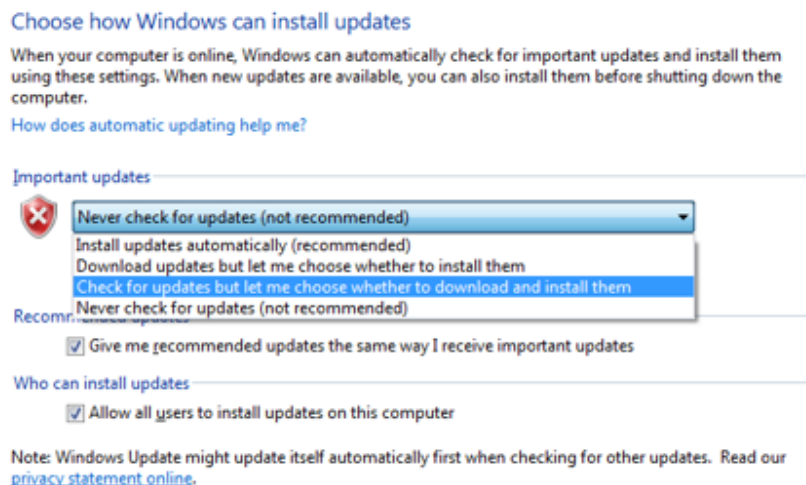 Choose how Windows can install updates
When your computer is online, Windows can automatically check for important updates and install them
using these settings. When new updates are available, you can also install them before shutting down the
computer.
How does automatic updating help me?
Important updates
Never check for updates (not recommended)
Install updates automatically (recommended)
Download updates but let me choose whether to install them
Check for updates but let me choose whether to download and install them
Never check for updates (not recommended)
Recommended updates
Give me recommended updates the same way I receive important updates
Who can install updates
Allow all users to install updates on this computer
Note: Windows Update might update itself automatically first when checking for other updates.  Read our
privacy statement online.